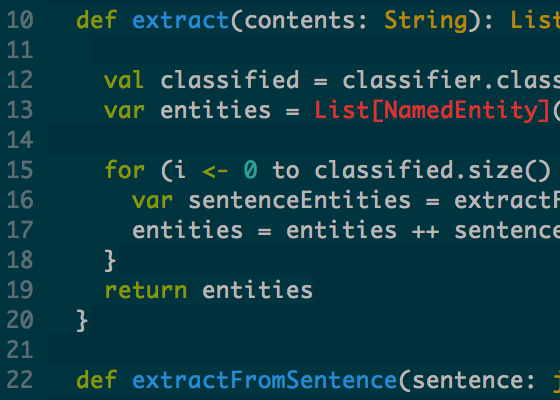 10 def extract(contents: String): List
11
12 val classified = classifier.class
13 var entities = List[NamedEntity](
14
15 for (i <- 0 to classified.size()
16 var sentenceEntities = extractF
17 entities = entities ++ sentence
18 }
19 return entities
20 }
21
22 def extractFromSentence(sentence: j